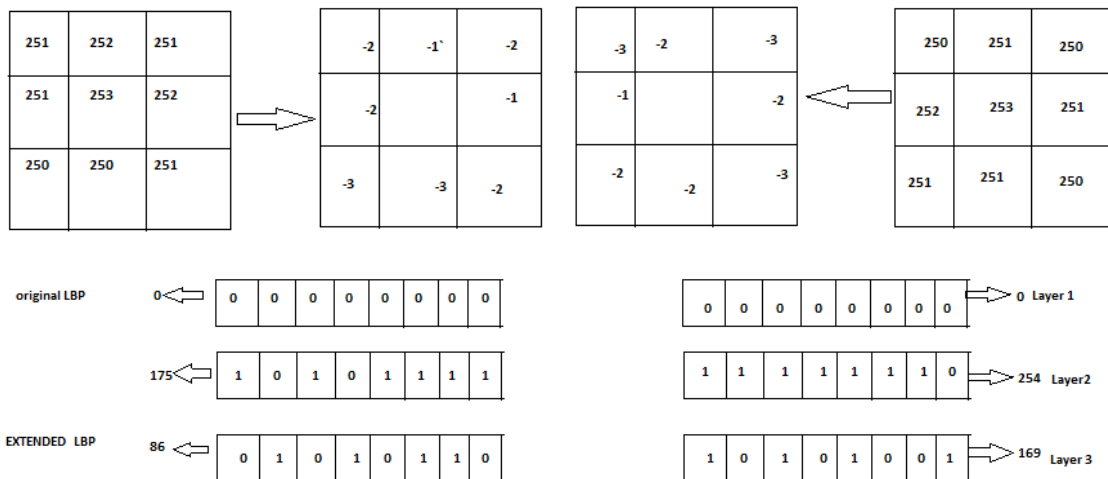 251 252 251 -2 -1` -2 -3 -2 -3 250 251 250
251 253 252 -2 -1 -1 -2 252 253 251
250 250 251 -3 -3 -2 -2 -2 -3 251 251 250
original LBP 0 0 0 0 0 0 0 0 0 0 0 0 0 0 0 0 0 0 Layer 1
175 1 0 1 0 1 1 1 1 1 1 1 1 1 1 1 0 254 Layer2
EXTENDED LBP 86 0 1 0 1 0 1 1 0 1 0 1 0 1 0 0 1 169 Layer 3